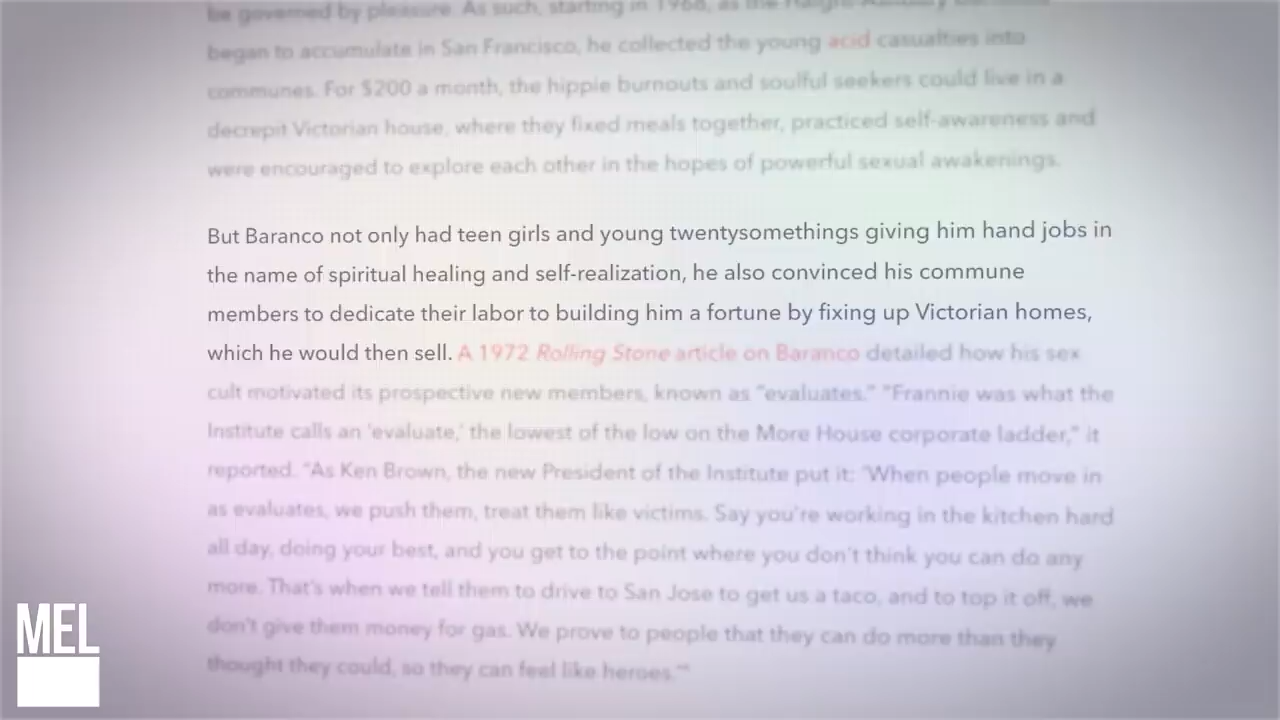 be governed by pleasure. As such, starting in 1968, as the Haight-Ashbury
began to accumulate in San Francisco, he collected the young acid casualties into
communes. For $200 a month, the hippie burnouts and soulful seekers could live in a
decrepit Victorian house, where they fixed meals together, practiced self-awareness and
were encouraged to explore each other in the hopes of powerful sexual awakenings.
But Baranco not only had teen girls and young twentysomethings giving him hand jobs in
the name of spiritual healing and self-realization, he also convinced his commune
members to dedicate their labor to building him a fortune by fixing up Victorian homes,
which he would then sell. A 1972 Rolling Stone article on Baranco detailed how his sex
cult motivated its prospective new members, known as "evaluates." "Frannie was what the
Institute calls an 'evaluate,' the lowest of the low on the More House corporate ladder," it
reported. "As Ken Brown, the new President of the Institute put it: 'When people move in
as evaluates, we push them, treat them like victims. Say you're working in the kitchen hard
all day, doing your best, and you get to the point where you don't think you can do any
more. That's when we tell them to drive to San Jose to get us a taco, and to top it off, we
don't give them money for gas. We prove to people that they can do more than they
thought they could, so they can feel like heroes.'"
MEL